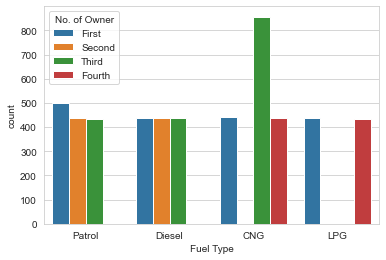 No. of Owner
First
Second
Third
Fourth
800
700
600
500
400
300
200
100
0
count
Patrol Diesel CNG LPG
Fuel Type